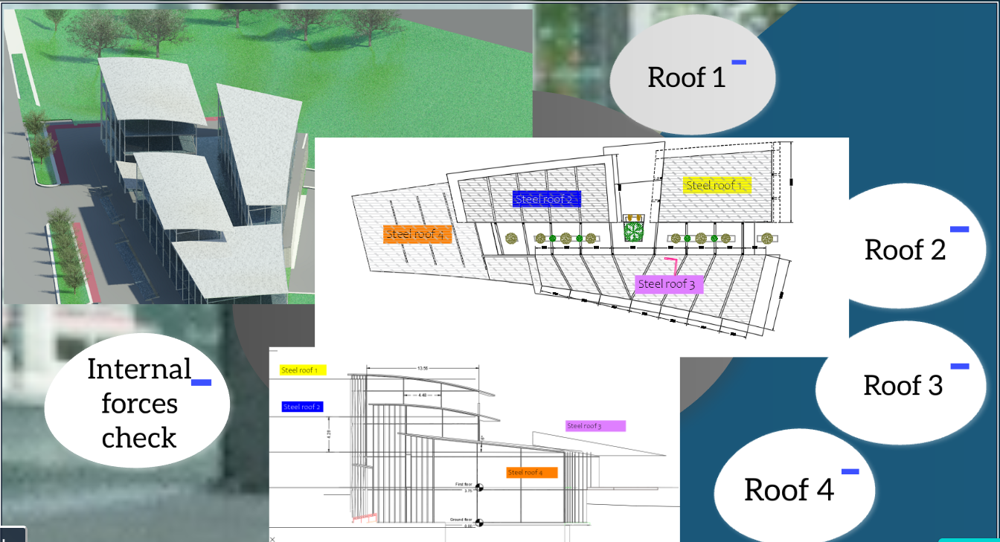 Roof 1
Steel roof 1
Steel roof 2
Steel roof 4
Steel roof 3
Roof 2
Internal
forces
check
Roof 3
Steel roof 1
13.56
4.48
Steel roof 2
4.28
Steel roof 3
Steel roof 4
First floor
3.75
Ground floor
0.00
Roof 4